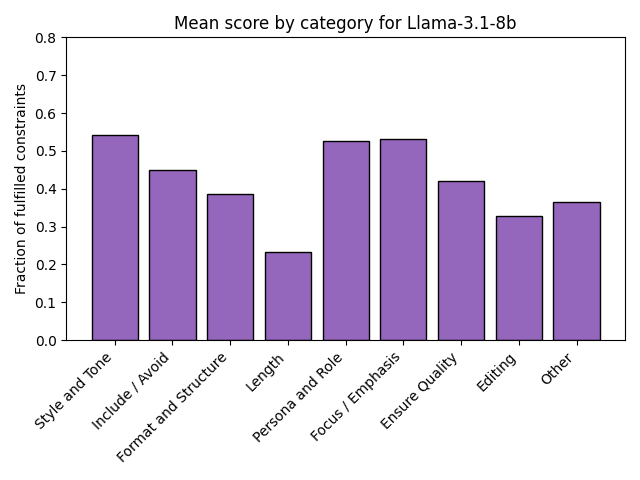 Mean score by category for Llama-3.1-8b
Fraction of fulfilled constraints
0.8
0.7
0.6
0.5
0.4
0.3
0.2
0.1
0.0
Style and Tone
Include / Avoid
Format and Structure
Length
Persona and Role
Focus / Emphasis
Ensure Quality
Editing
Other